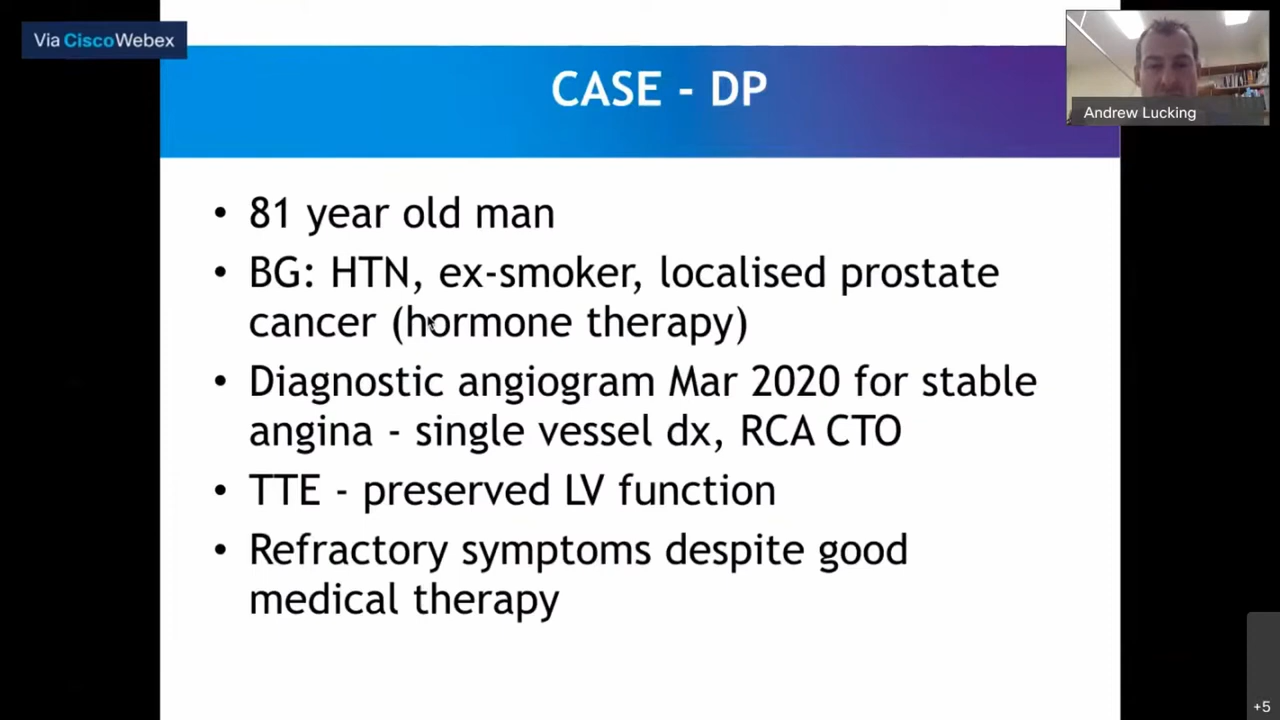 Via CiscoWebex
CASE - DP
Andrew Lucking
• 81 year old man
• BG: HTN, ex-smoker, localised prostate
cancer (hormone therapy)
• Diagnostic angiogram Mar 2020 for stable
angina - single vessel dx, RCA CTO
• TTE - preserved LV function
• Refractory symptoms despite good
medical therapy
+5